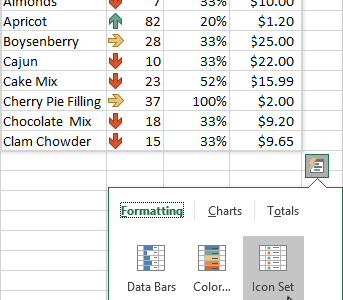 Almonds 7 33% $10.00
Apricot 82 20% $1.20
Boysenberry 28 33% $25.00
Cajun 10 33% $22.00
Cake Mix 23 52% $15.99
Cherry Pie Filling 37 100% $2.00
Chocolate Mix 18 33% $9.20
Clam Chowder 15 33% $9.65
Formatting Charts Totals
Data Bars Color... Icon Set